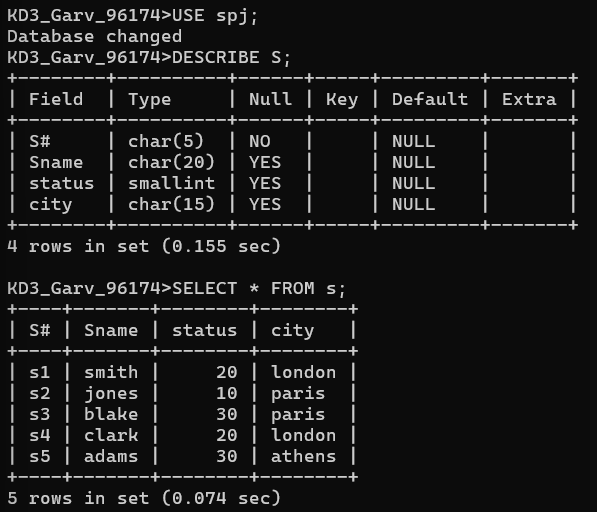 KD3_Garv_96174>USE spj;
Database changed
KD3_Garv_96174>DESCRIBE S;
+--------+----------+------+-----+---------+-------+
| Field  | Type     | Null | Key | Default | Extra |
+--------+----------+------+-----+---------+-------+
| S#     | char(5)  | NO   |     | NULL    |       |
| Sname  | char(20) | YES  |     | NULL    |       |
| status | smallint | YES  |     | NULL    |       |
| city   | char(15) | YES  |     | NULL    |       |
+--------+----------+------+-----+---------+-------+
4 rows in set (0.155 sec)

KD3_Garv_96174>SELECT * FROM s;
+----+-------+--------+--------+
| S# | Sname | status | city   |
+----+-------+--------+--------+
| s1 | smith |     20 | london |
| s2 | jones |     10 | paris  |
| s3 | blake |     30 | paris  |
| s4 | clark |     20 | london |
| s5 | adams |     30 | athens |
+----+-------+--------+--------+
5 rows in set (0.074 sec)